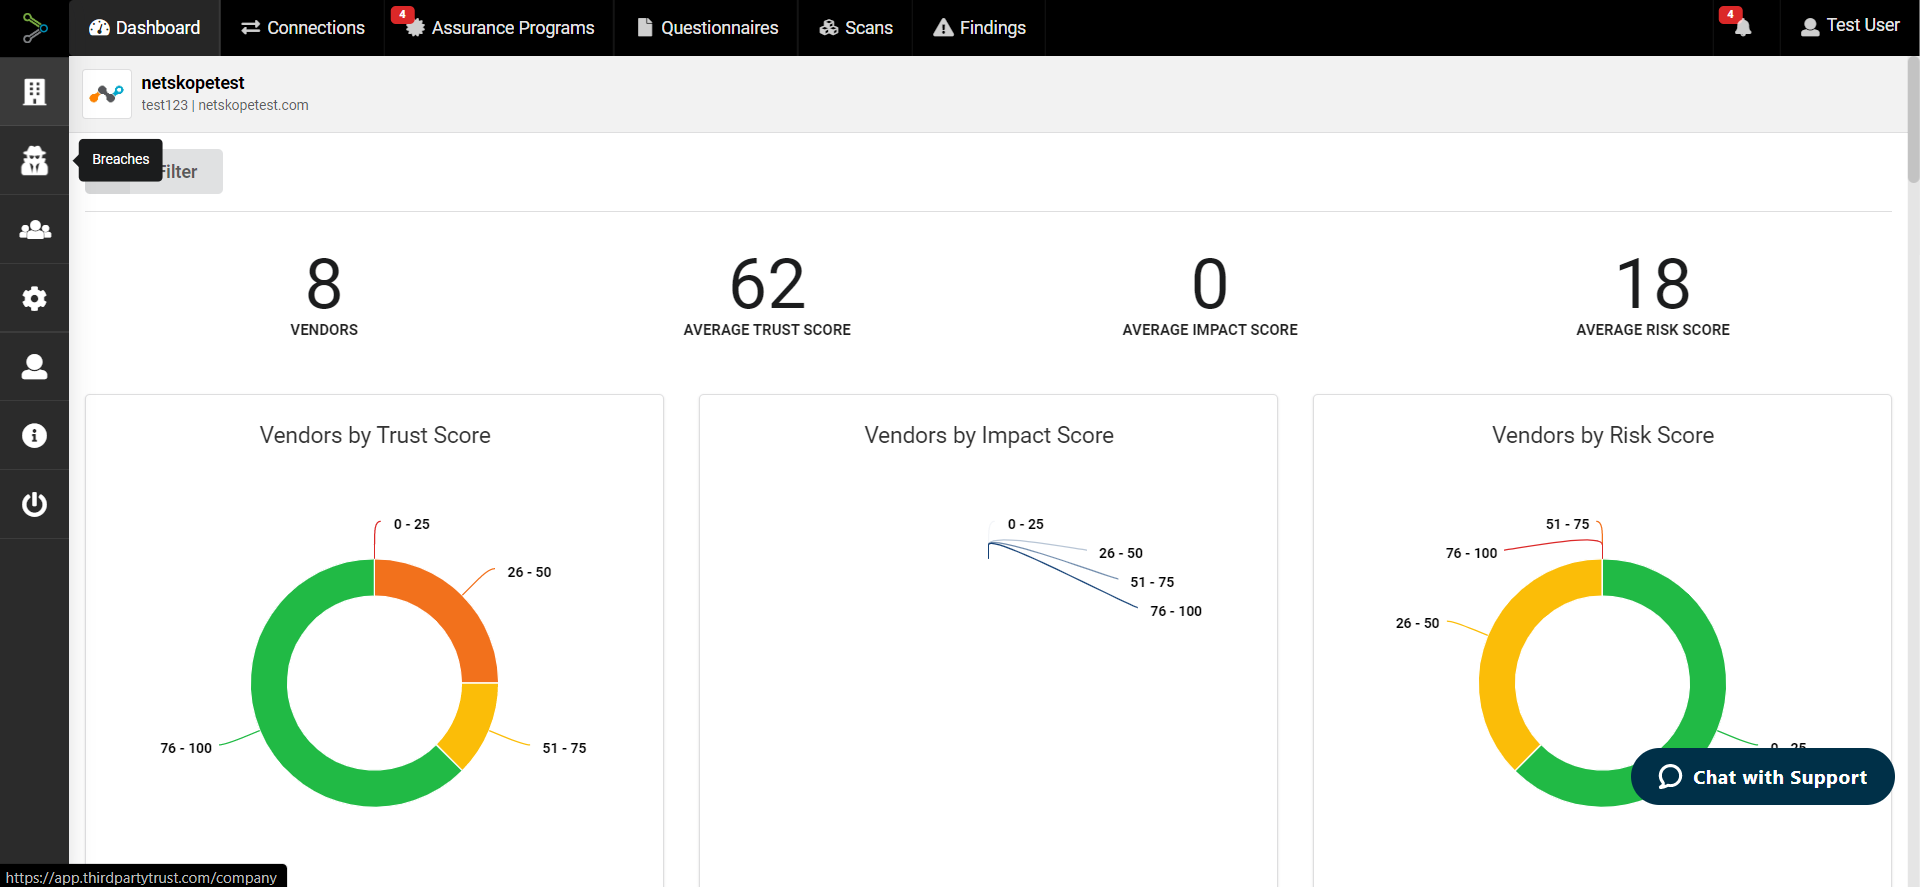 Dashboard
Connections
4
Assurance Programs
Questionnaires
Scans
Findings
4
Test User
netskopetest
test123 | netskopetest.com
Breaches
Filter
8
VENDORS
62
AVERAGE TRUST SCORE
0
AVERAGE IMPACT SCORE
18
AVERAGE RISK SCORE
Vendors by Trust Score
0 - 25
26 - 50
51 - 75
76 - 100
Vendors by Impact Score
0 - 25
26 - 50
51 - 75
76 - 100
Vendors by Risk Score
51 - 75
76 - 100
26 - 50
0 - 25
Chat with Support
https://app.thirdpartytrust.com/company